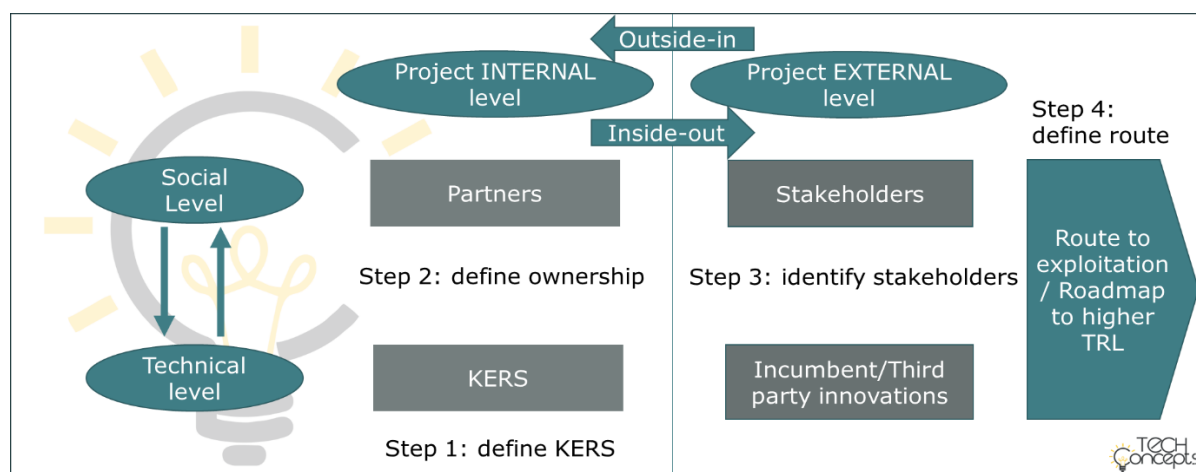 Outside-in
Project INTERNAL
level
Project EXTERNAL
level
Inside-out
Step 4:
define route
Social
Level
Partners
Stakeholders
Step 2: define ownership
Step 3: identify stakeholders
Route to
exploitation
/ Roadmap
to higher
TRL
Technical
level
KERS
Incumbent/Third
party innovations
Step 1: define KERS
TECH
Concepts